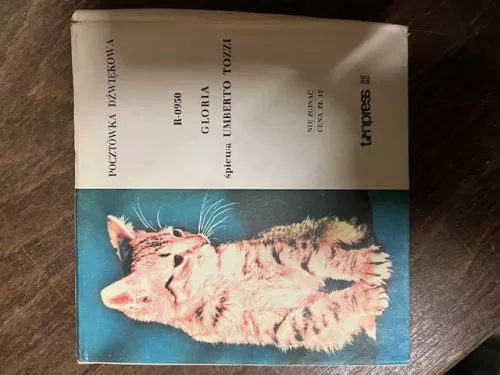 POCZTÓWKA DŹWIĘKOWA
R-0950
GLORIA
śpiewa UMBERTO TOZZI
NIE ZGINAĆ
CENA ZŁ 12
tonpress